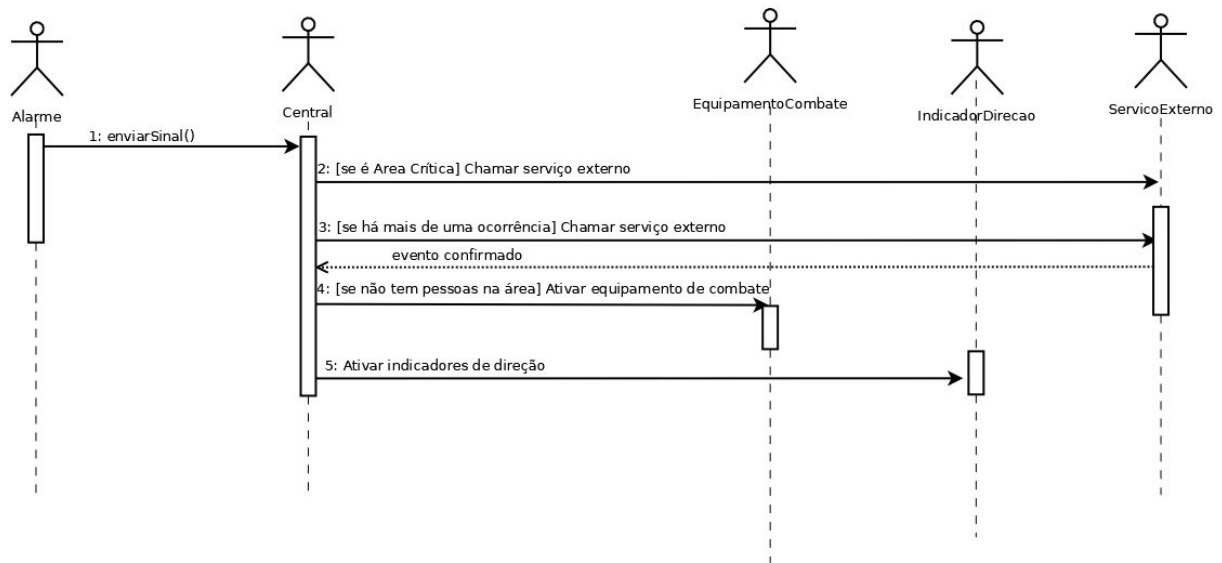 Alarme
Central
EquipamentoCombate
IndicadorDirecao
ServicoExterno
1: enviarSinal()
2: [se é Area Crítica] Chamar serviço externo
3: [se há mais de uma ocorrência] Chamar serviço externo
evento confirmado
4: [se não tem pessoas na área] Ativar equipamento de combate
5: Ativar indicadores de direção